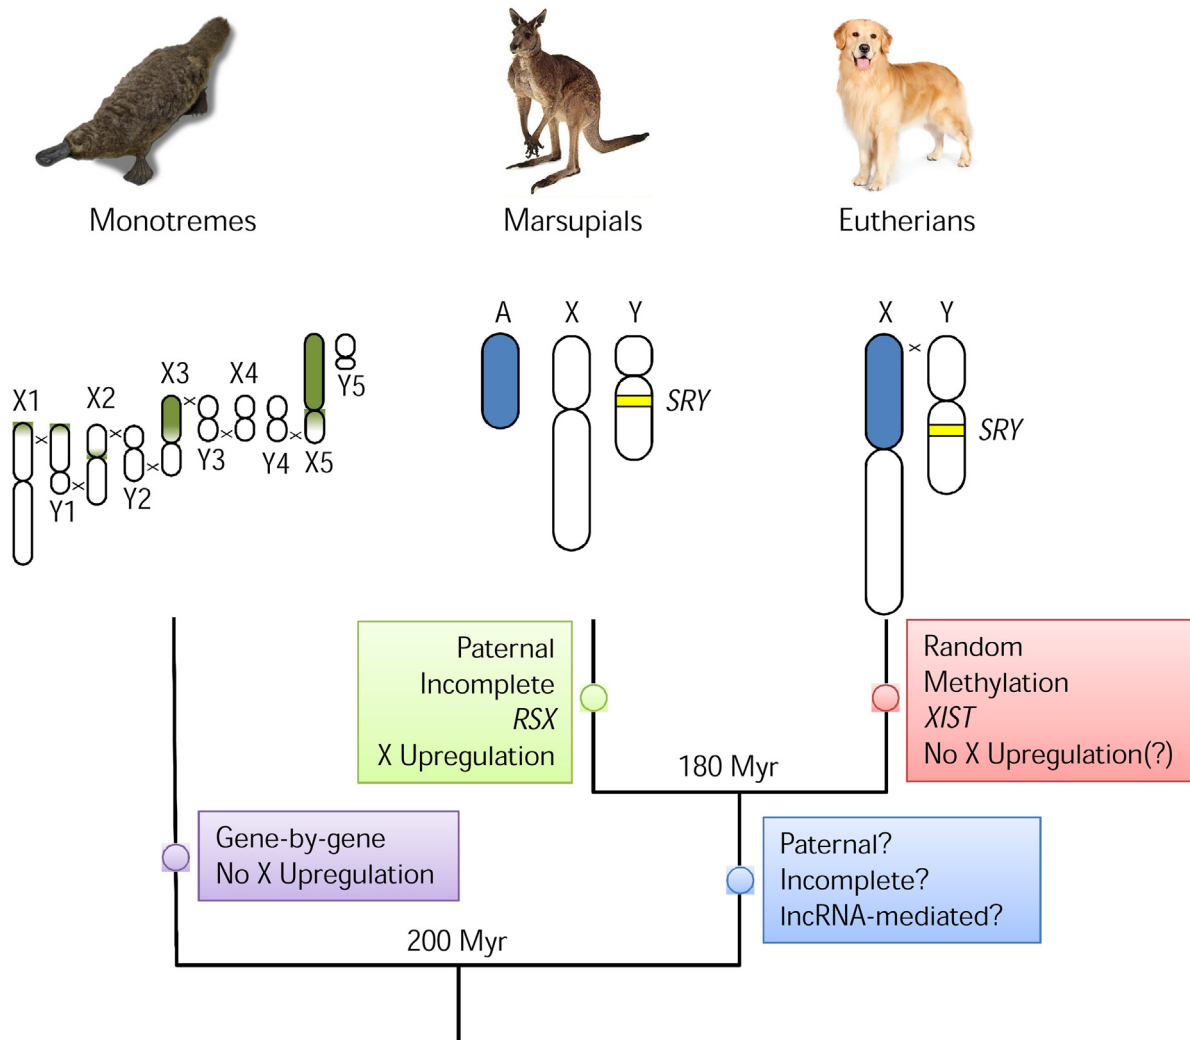 Monotremes
Marsupials
Eutherians
X1
Y1
X2
Y2
X3
Y3
X4
Y4
X5
Y5
A
X
Y
SRY
X
Y
SRY
Paternal
Incomplete
RSX
X Upregulation
Random
Methylation
XIST
No X Upregulation(?)
180 Myr
Gene-by-gene
No X Upregulation
Paternal?
Incomplete?
lncRNA-mediated?
200 Myr